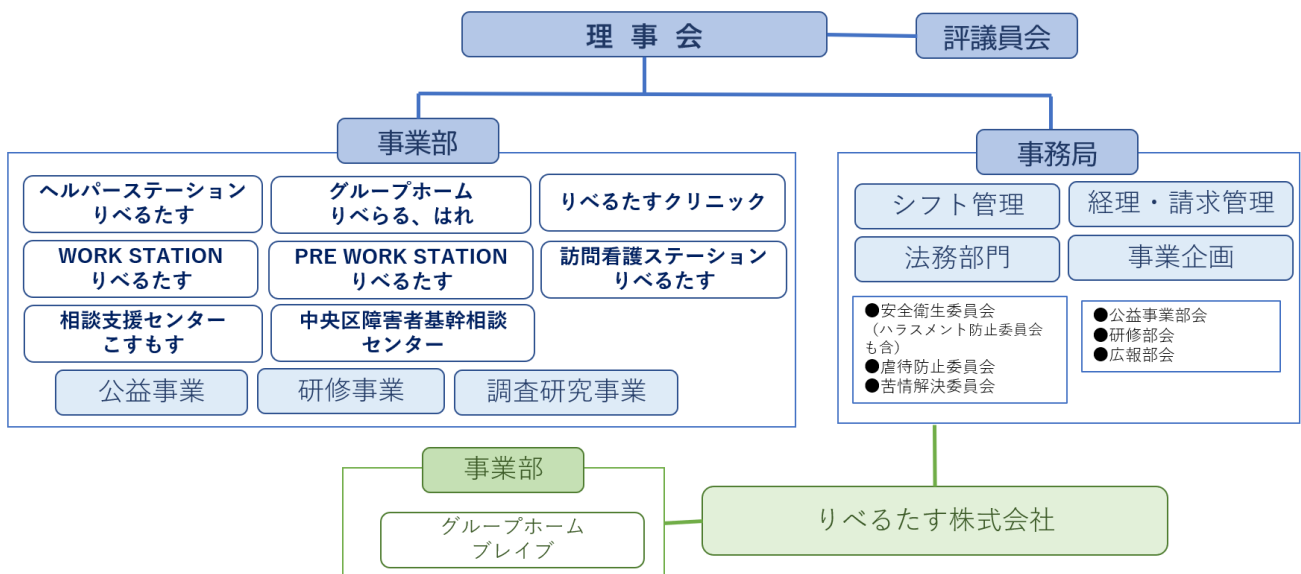 理 事 会
評議員会
事業部
ヘルパーステーション
りべるたす
グループホーム
りべらる、はれ
りべるたすクリニック
WORK STATION
りべるたす
PRE WORK STATION
りべるたす
訪問看護ステーション
りべるたす
相談支援センター
こすもす
中央区障害者基幹相談
センター
公益事業
研修事業
調査研究事業
事務局
シフト管理
経理・請求管理
法務部門
事業企画
●安全衛生委員会
（ハラスメント防止委員会
も含）
●虐待防止委員会
●苦情解決委員会
●公益事業部会
●研修部会
●広報部会
事業部
グループホーム
ブレイブ
りべるたす株式会社